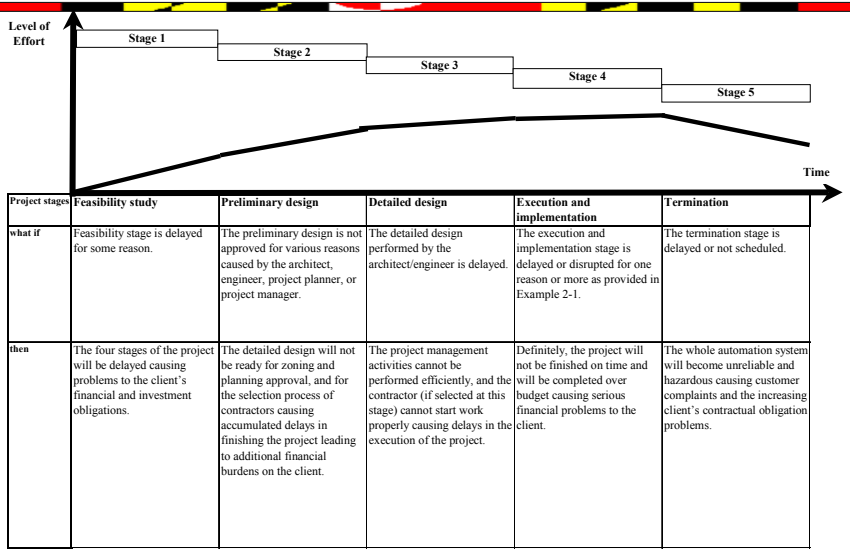 Level of
Effort
Stage 1
Stage 2
Stage 3
Stage 4
Stage 5
Time
Project stages
Feasibility study
Preliminary design
Detailed design
Execution and
implementation
Termination
what if
Feasibility stage is delayed
for some reason.
The preliminary design is not
approved for various reasons
caused by the architect,
engineer, project planner, or
project manager.
The detailed design
performed by the
architect/engineer is delayed.
The execution and
implementation stage is
delayed or disrupted for one
reason or more as provided in
Example 2-1.
The termination stage is
delayed or not scheduled.
then
The four stages of the project
will be delayed causing
problems to the client’s
financial and investment
obligations.
The detailed design will not
be ready for zoning and
planning approval, and for
the selection process of
contractors causing
accumulated delays in
finishing the project leading
to additional financial
burdens on the client.
The project management
activities cannot be
performed efficiently, and the
contractor (if selected at this
stage) cannot start work
properly causing delays in the
execution of the project.
Definitely, the project will
not be finished on time and
will be completed over
budget causing serious
financial problems to the
client.
The whole automation system
will become unreliable and
hazardous causing customer
complaints and the increasing
client’s contractual obligation
problems.